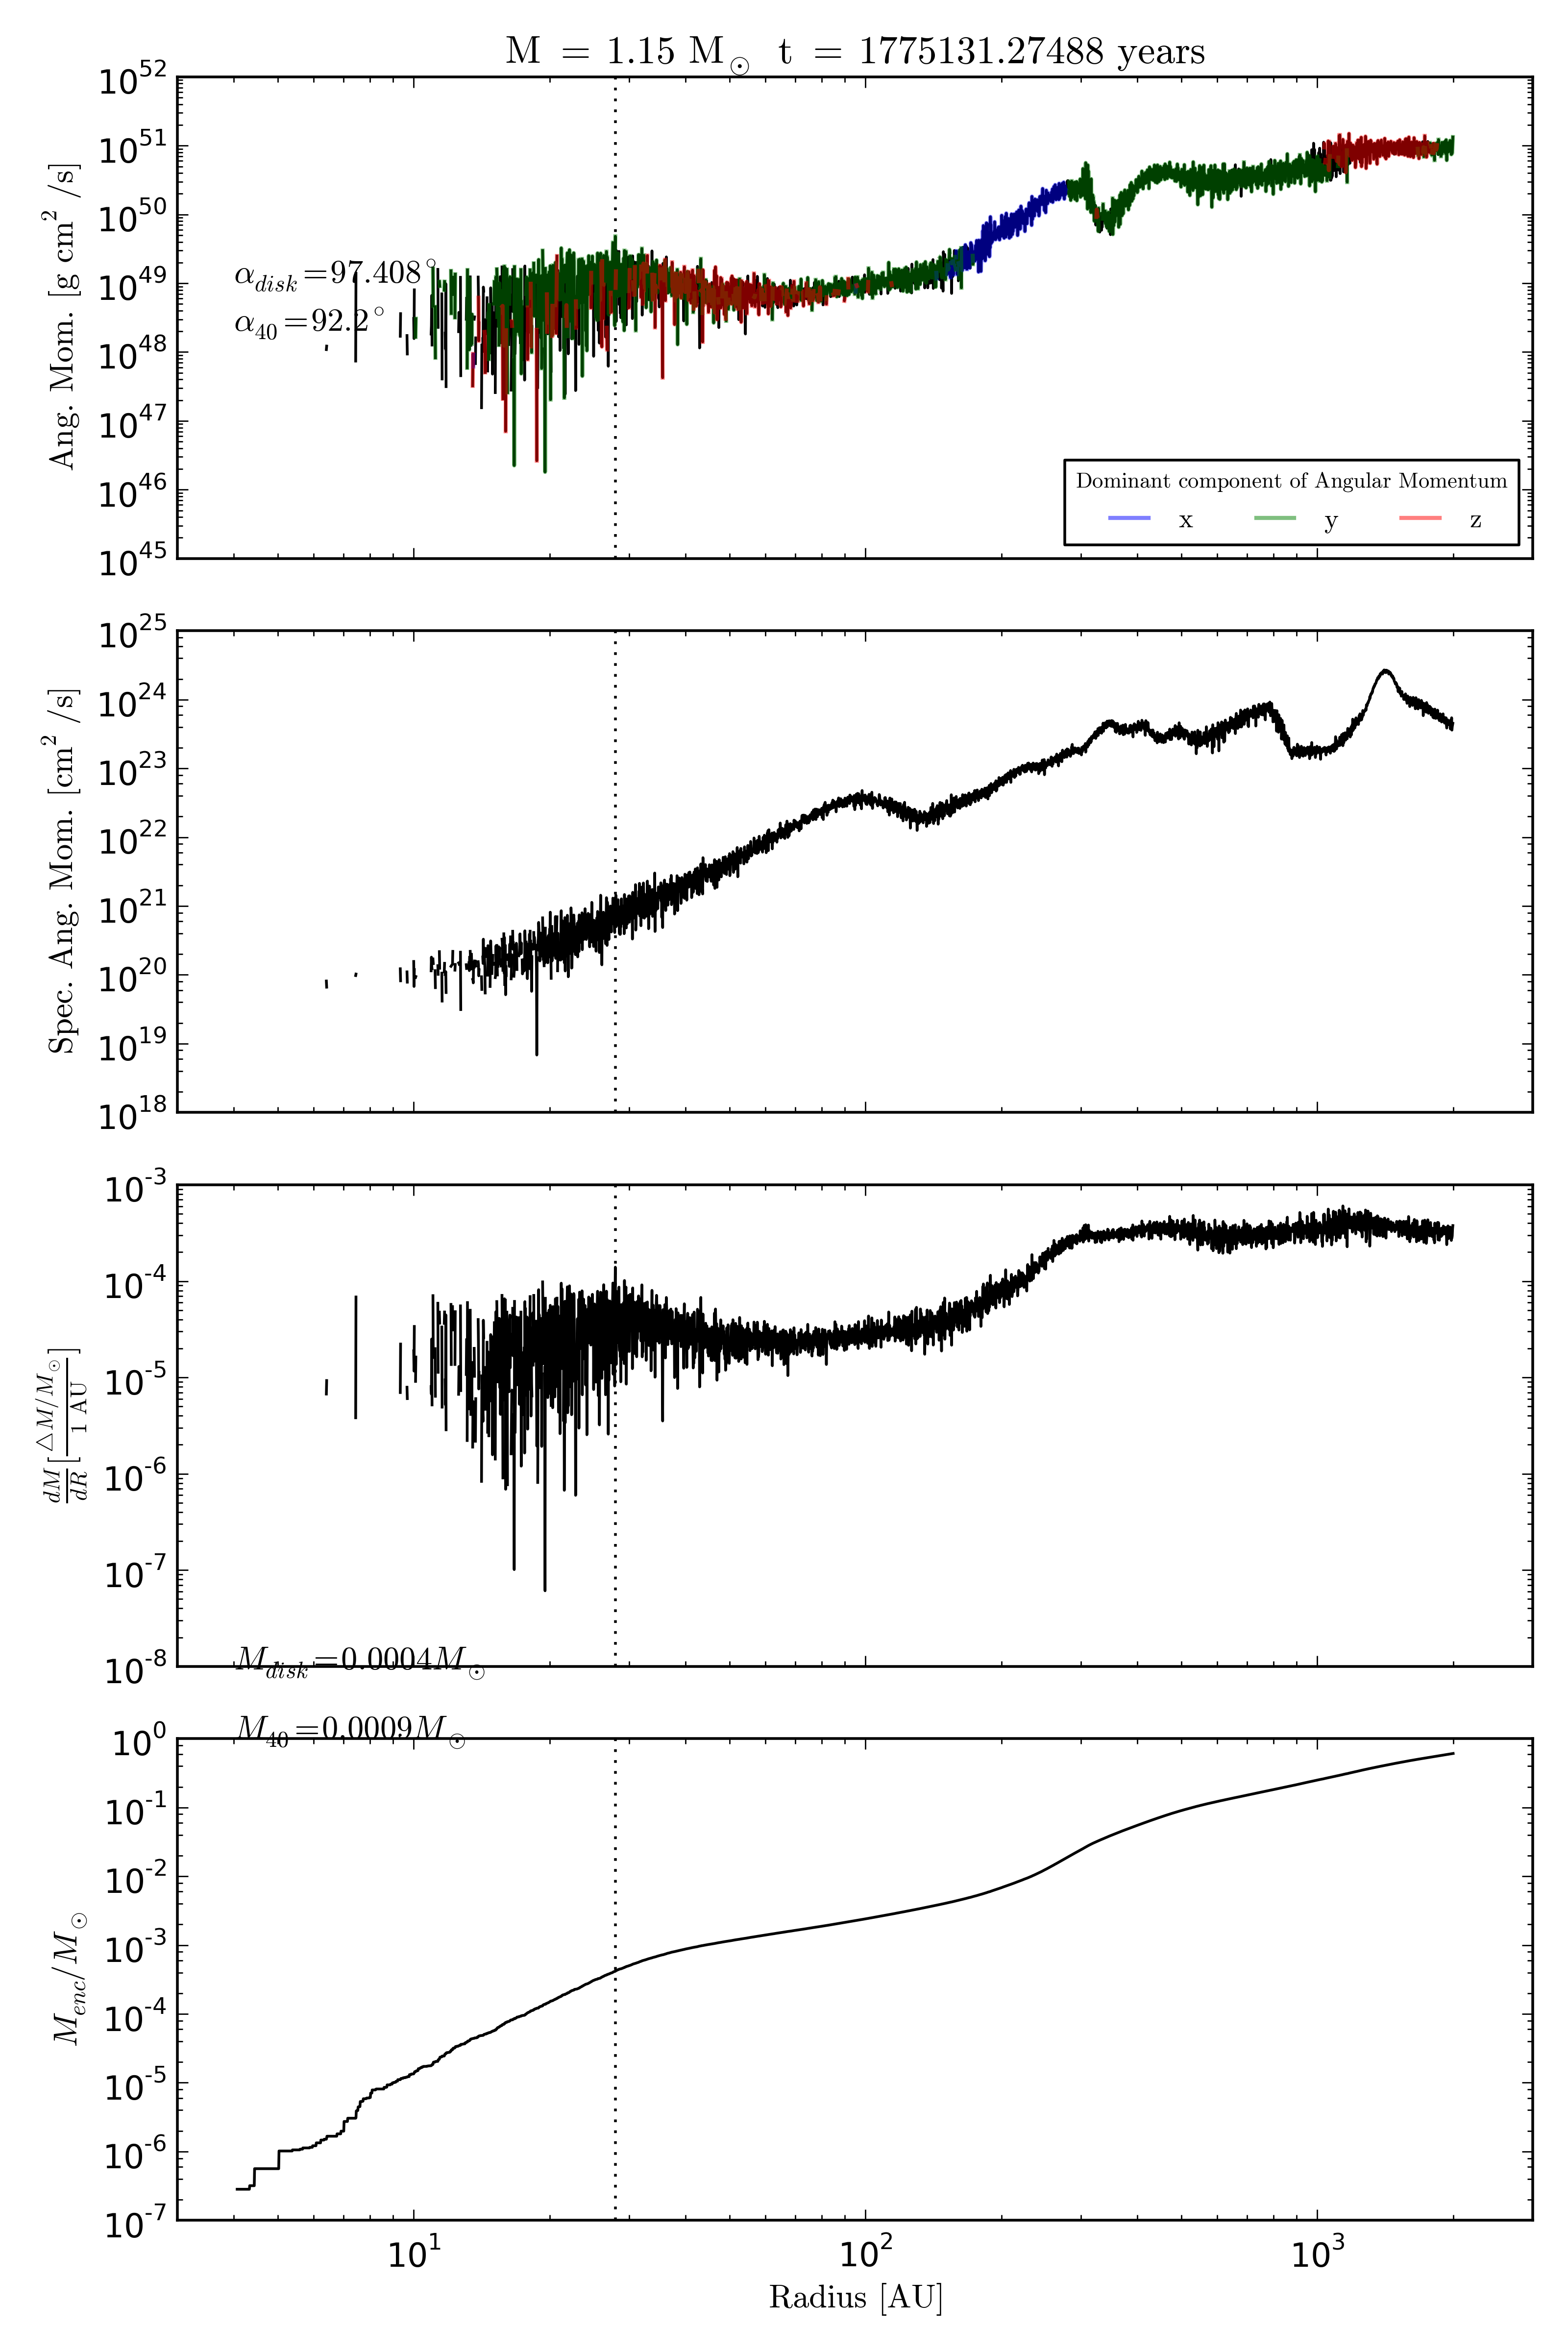 M = 1.15 M⊙ t = 1775131.27488 years
10^52
10^51
10^50
10^49
10^48
10^47
10^46
10^45
Ang. Mom. [g cm^2 /s]
α_disk=97.408°
α_40=92.2°
Dominant component of Angular Momentum
x y z
10^25
10^24
10^23
10^22
10^21
10^20
10^19
10^18
Spec. Ang. Mom. [cm^2 /s]
10^-3
10^-4
10^-5
10^-6
10^-7
10^-8
dM/dR [△M/M⊙ / 1 AU]
M_disk=0.0004M⊙
M_40=0.0009M⊙
10^0
10^-1
10^-2
10^-3
10^-4
10^-5
10^-6
10^-7
M_enc/M⊙
10^1 10^2 10^3
Radius [AU]